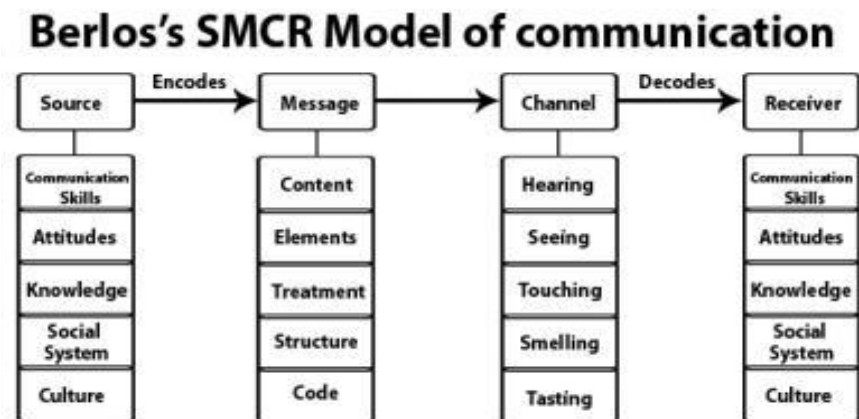 Berlos's SMCR Model of communication
Source
Encodes
Message
Channel
Decodes
Receiver
Communication
Skills
Attitudes
Knowledge
Social
System
Culture
Content
Elements
Treatment
Structure
Code
Hearing
Seeing
Touching
Smelling
Tasting
Communication
Skills
Attitudes
Knowledge
Social
System
Culture